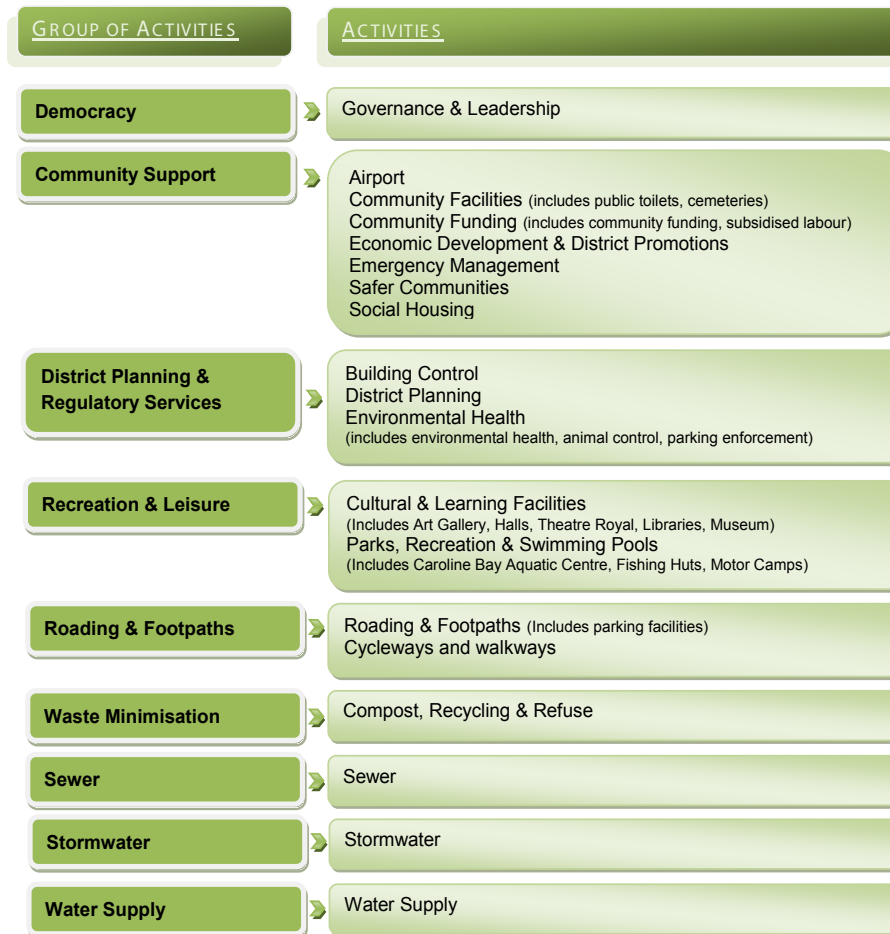 GROUP OF ACTIVITIES
ACTIVITIES
Democracy
Governance & Leadership
Community Support
Airport
Community Facilities (includes public toilets, cemeteries)
Community Funding (includes community funding, subsidised labour)
Economic Development & District Promotions
Emergency Management
Safer Communities
Social Housing
District Planning &
Regulatory Services
Building Control
District Planning
Environmental Health
(includes environmental health, animal control, parking enforcement)
Recreation & Leisure
Cultural & Learning Facilities
(Includes Art Gallery, Halls, Theatre Royal, Libraries, Museum)
Parks, Recreation & Swimming Pools
(Includes Caroline Bay Aquatic Centre, Fishing Huts, Motor Camps)
Roading & Footpaths
Roading & Footpaths (Includes parking facilities)
Cycleways and walkways
Waste Minimisation
Compost, Recycling & Refuse
Sewer
Sewer
Stormwater
Stormwater
Water Supply
Water Supply